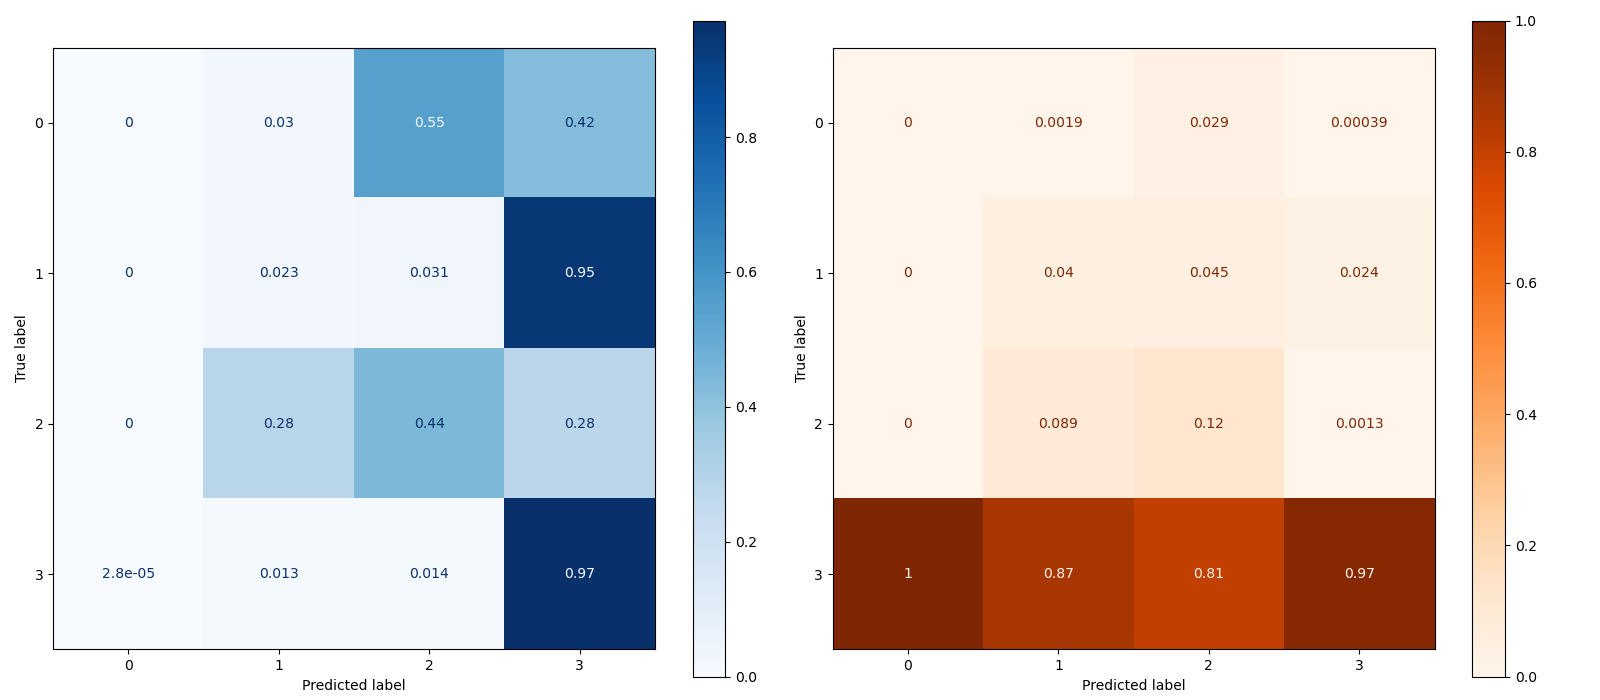 0 0 0.03 0.55 0.42
1 0 0.023 0.031 0.95
2 0 0.28 0.44 0.28
3 2.8e-05 0.013 0.014 0.97
0 1 2 3
Predicted label
True label
0.8
0.6
0.4
0.2
0.0
0 0 0.0019 0.029 0.00039
1 0 0.04 0.045 0.024
2 0 0.089 0.12 0.0013
3 1 0.87 0.81 0.97
0 1 2 3
Predicted label
True label
1.0
0.8
0.6
0.4
0.2
0.0